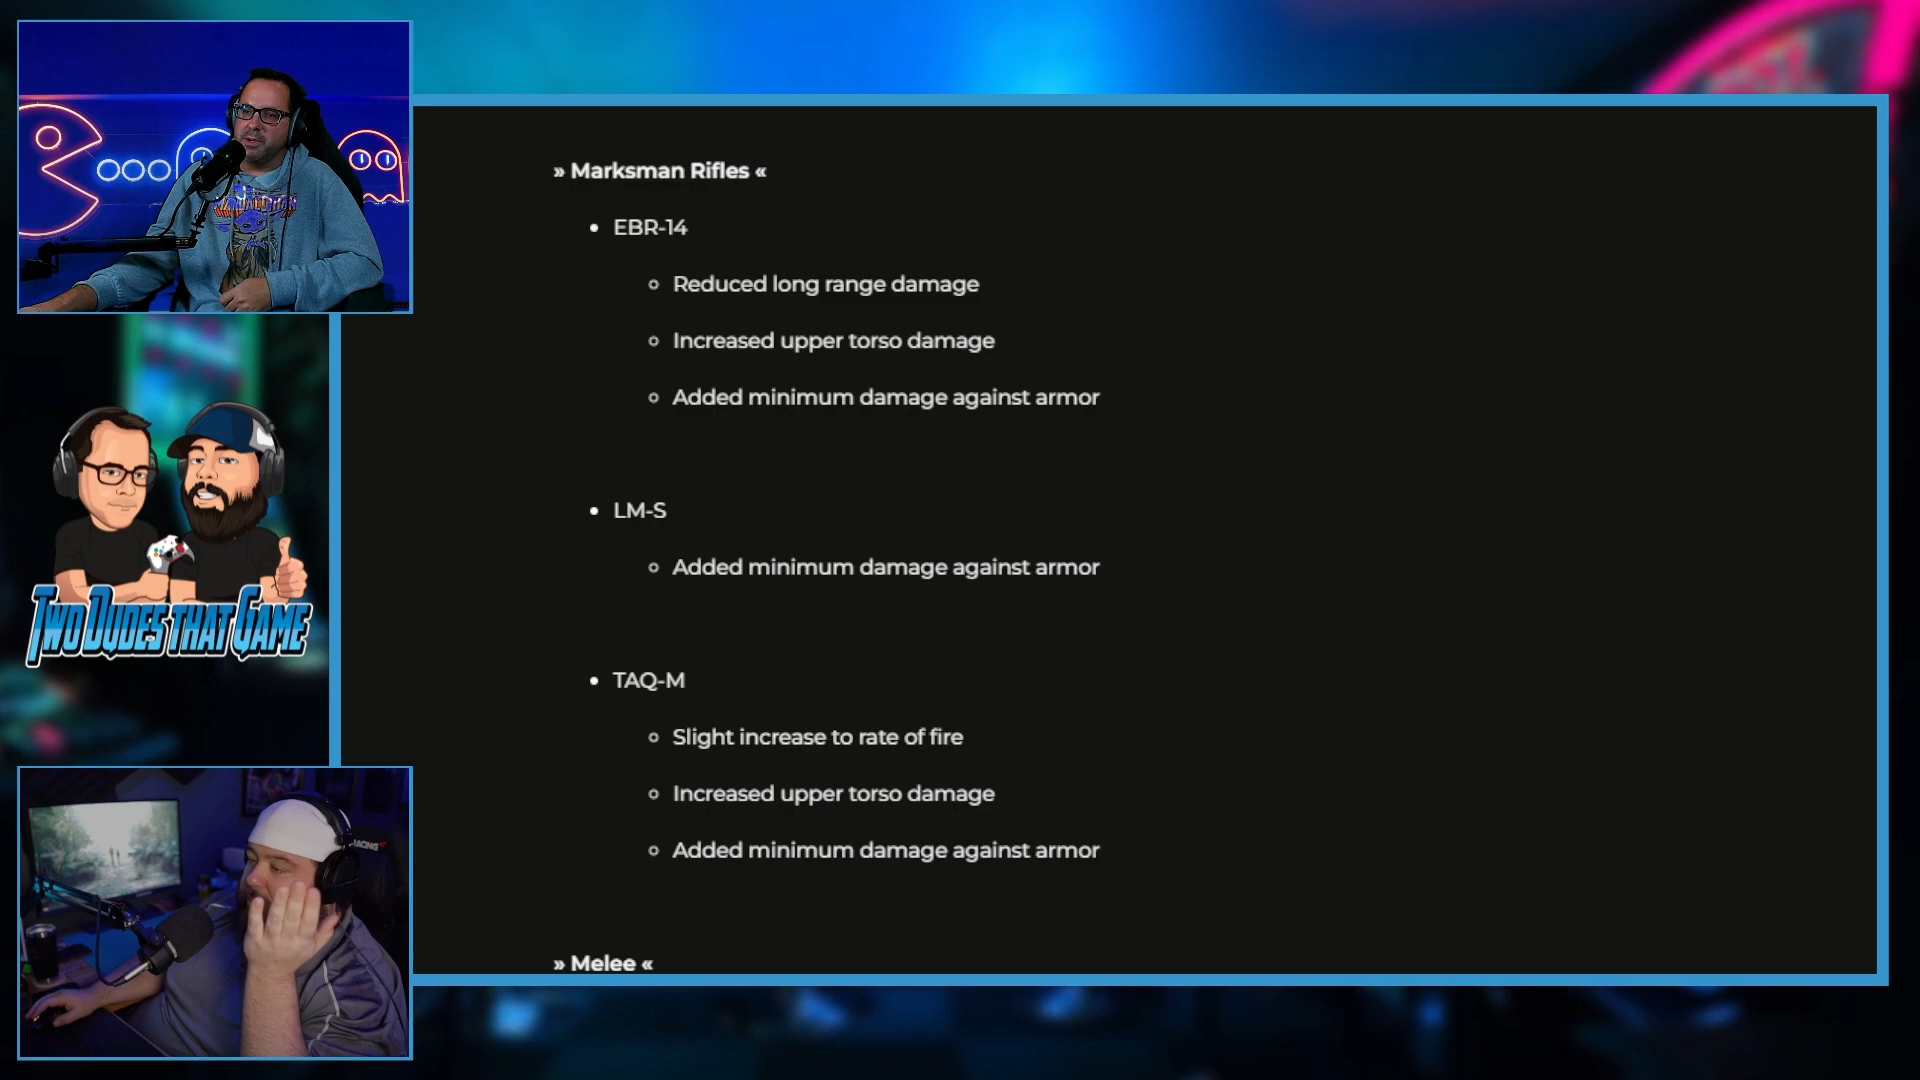 » Marksman Rifles «
• EBR-14
◦ Reduced long range damage
◦ Increased upper torso damage
◦ Added minimum damage against armor
• LM-S
◦ Added minimum damage against armor
• TAQ-M
◦ Slight increase to rate of fire
◦ Increased upper torso damage
◦ Added minimum damage against armor
» Melee «
TWO DUDES THAT GAME
RACING